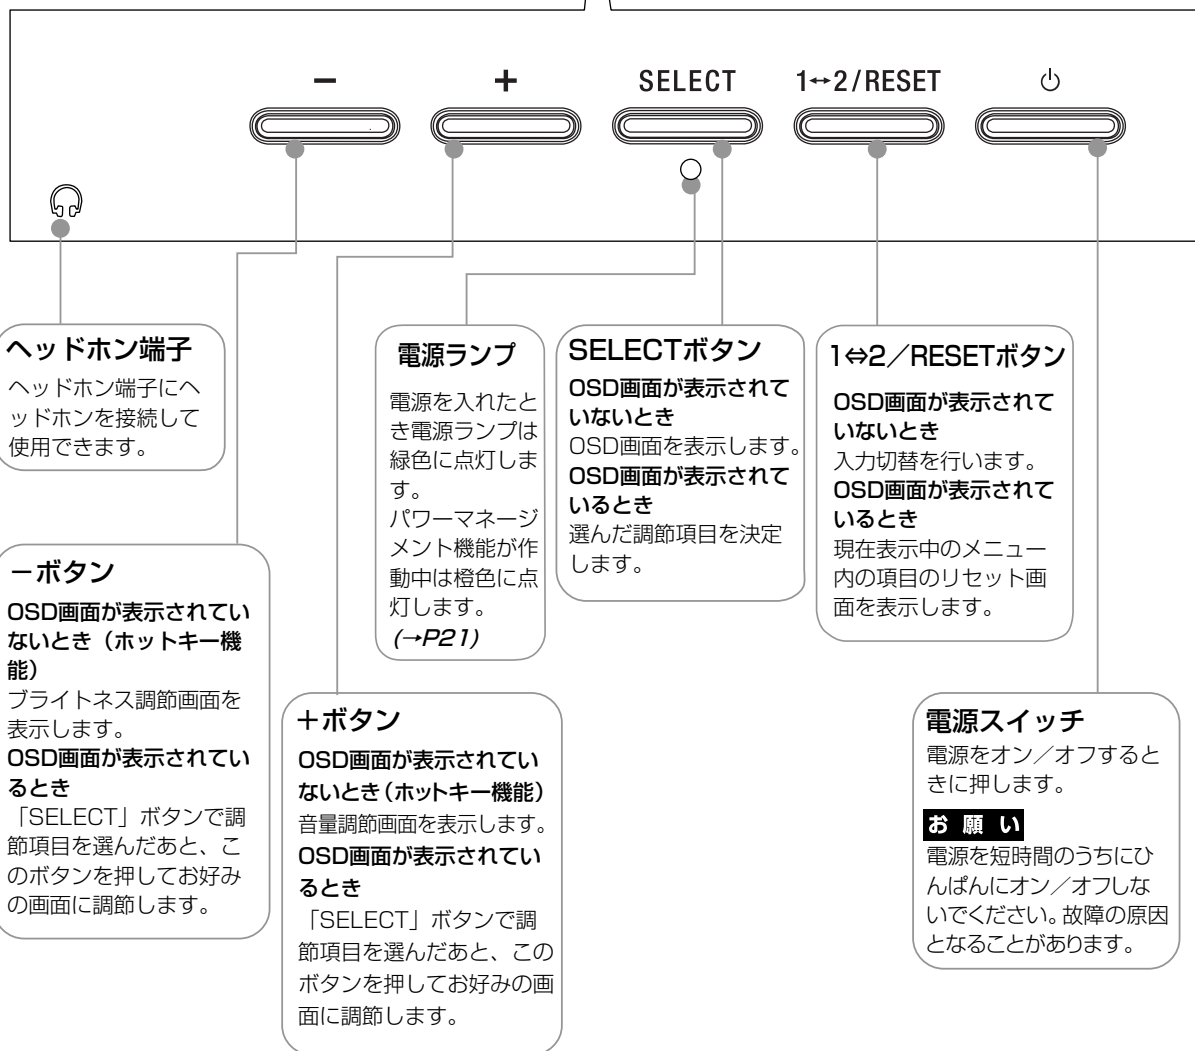 − + SELECT 1↔2/RESET
ヘッドホン端子
ヘッドホン端子にヘ
ッドホンを接続して
使用できます。
−ボタン
OSD画面が表示されてい
ないとき（ホットキー機
能）
ブライトネス調節画面を
表示します。
OSD画面が表示されてい
るとき
「SELECT」ボタンで調
節項目を選んだあと、こ
のボタンを押してお好み
の画面に調節します。
＋ボタン
OSD画面が表示されてい
ないとき（ホットキー機能）
音量調節画面を表示します。
OSD画面が表示されてい
るとき
「SELECT」ボタンで調
節項目を選んだあと、この
ボタンを押してお好みの画
面に調節します。
電源ランプ
電源を入れたと
き電源ランプは
緑色に点灯しま
す。
パワーマネージ
メント機能が作
動中は橙色に点
灯します。
(→P21)
SELECTボタン
OSD画面が表示されて
いないとき
OSD画面を表示します。
OSD画面が表示されて
いるとき
選んだ調節項目を決定
します。
1⇔2／RESETボタン
OSD画面が表示されて
いないとき
入力切替を行います。
OSD画面が表示されて
いるとき
現在表示中のメニュー
内の項目のリセット画
面を表示します。
電源スイッチ
電源をオン／オフすると
きに押します。
お願い
電源を短時間のうちにひ
んぱんにオン／オフしな
いでください。故障の原因
となることがあります。